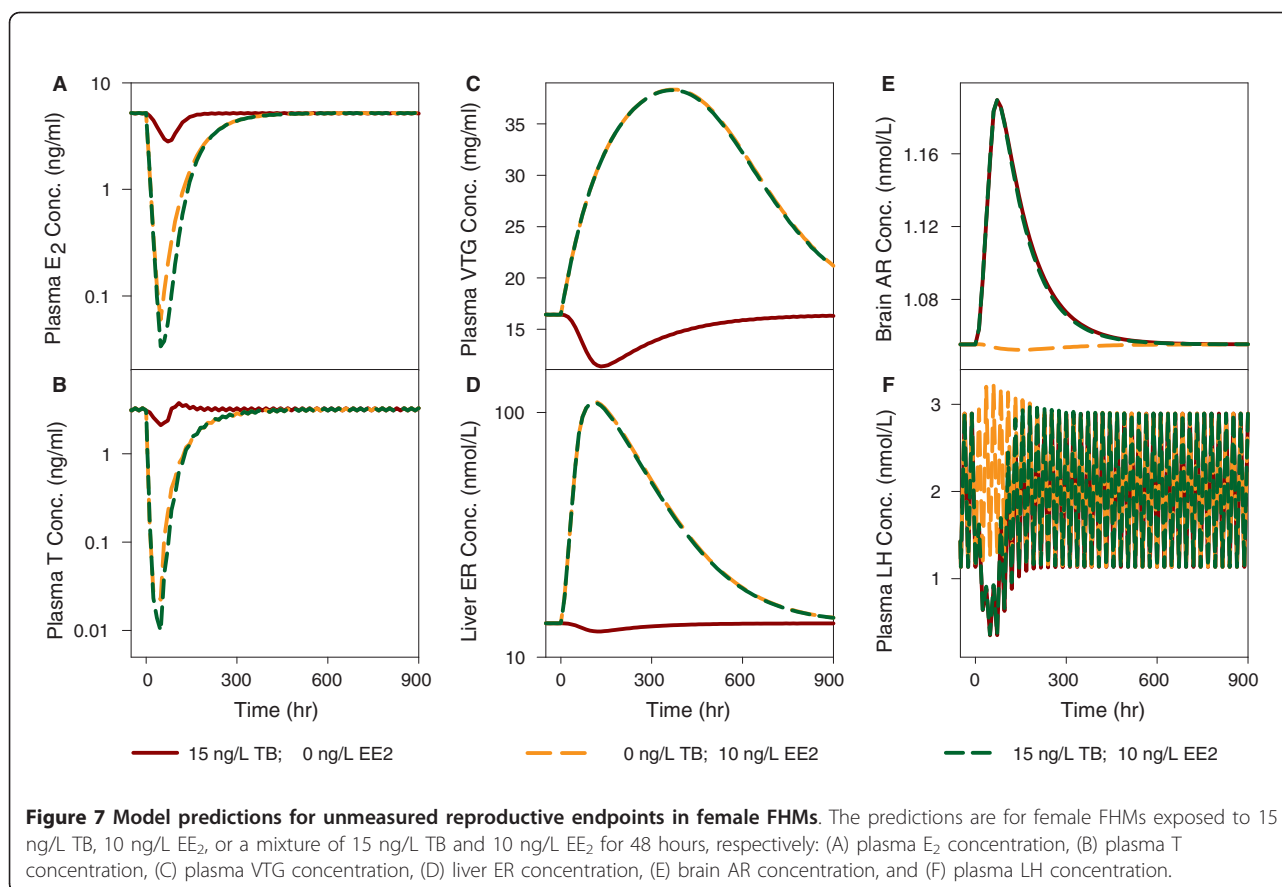 A
Plasma E2 Conc. (ng/ml)
10
1
0.1
B
Plasma T Conc. (ng/ml)
1
0.1
0.01
0 300 600 900
Time (hr)
C
Plasma VTG Conc. (mg/ml)
35
30
25
20
15
D
Liver ER Conc. (nmol/L)
100
10
0 300 600 900
Time (hr)
E
Brain AR Conc. (nmol/L)
1.16
1.12
1.08
F
Plasma LH Conc. (nmol/L)
3
2
1
0 300 600 900
Time (hr)
15 ng/L TB; 0 ng/L EE2
0 ng/L TB; 10 ng/L EE2
15 ng/L TB; 10 ng/L EE2
Figure 7 Model predictions for unmeasured reproductive endpoints in female FHMs. The predictions are for female FHMs exposed to 15
ng/L TB, 10 ng/L EE2, or a mixture of 15 ng/L TB and 10 ng/L EE2 for 48 hours, respectively: (A) plasma E2 concentration, (B) plasma T
concentration, (C) plasma VTG concentration, (D) liver ER concentration, (E) brain AR concentration, and (F) plasma LH concentration.